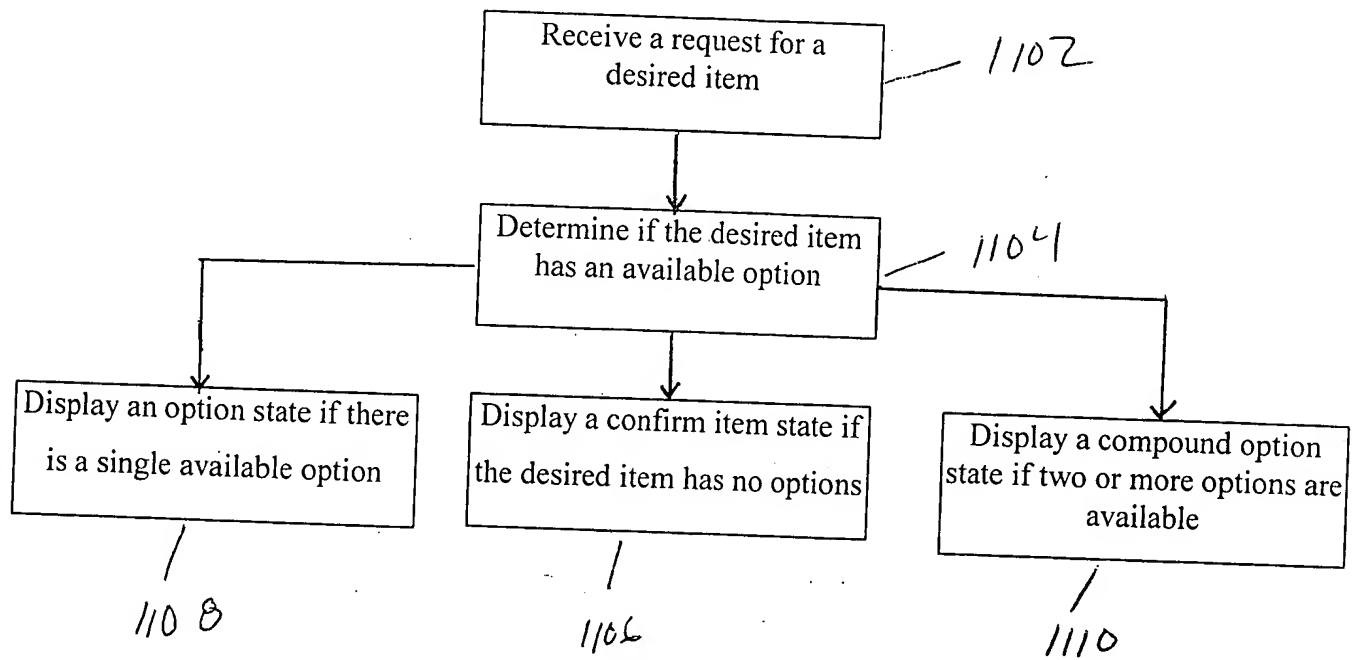 Receive a request for a
desired item
1102
Determine if the desired item
has an available option
1104
Display an option state if there
is a single available option
Display a confirm item state if
the desired item has no options
Display a compound option
state if two or more options are
available
1108
1106
1110